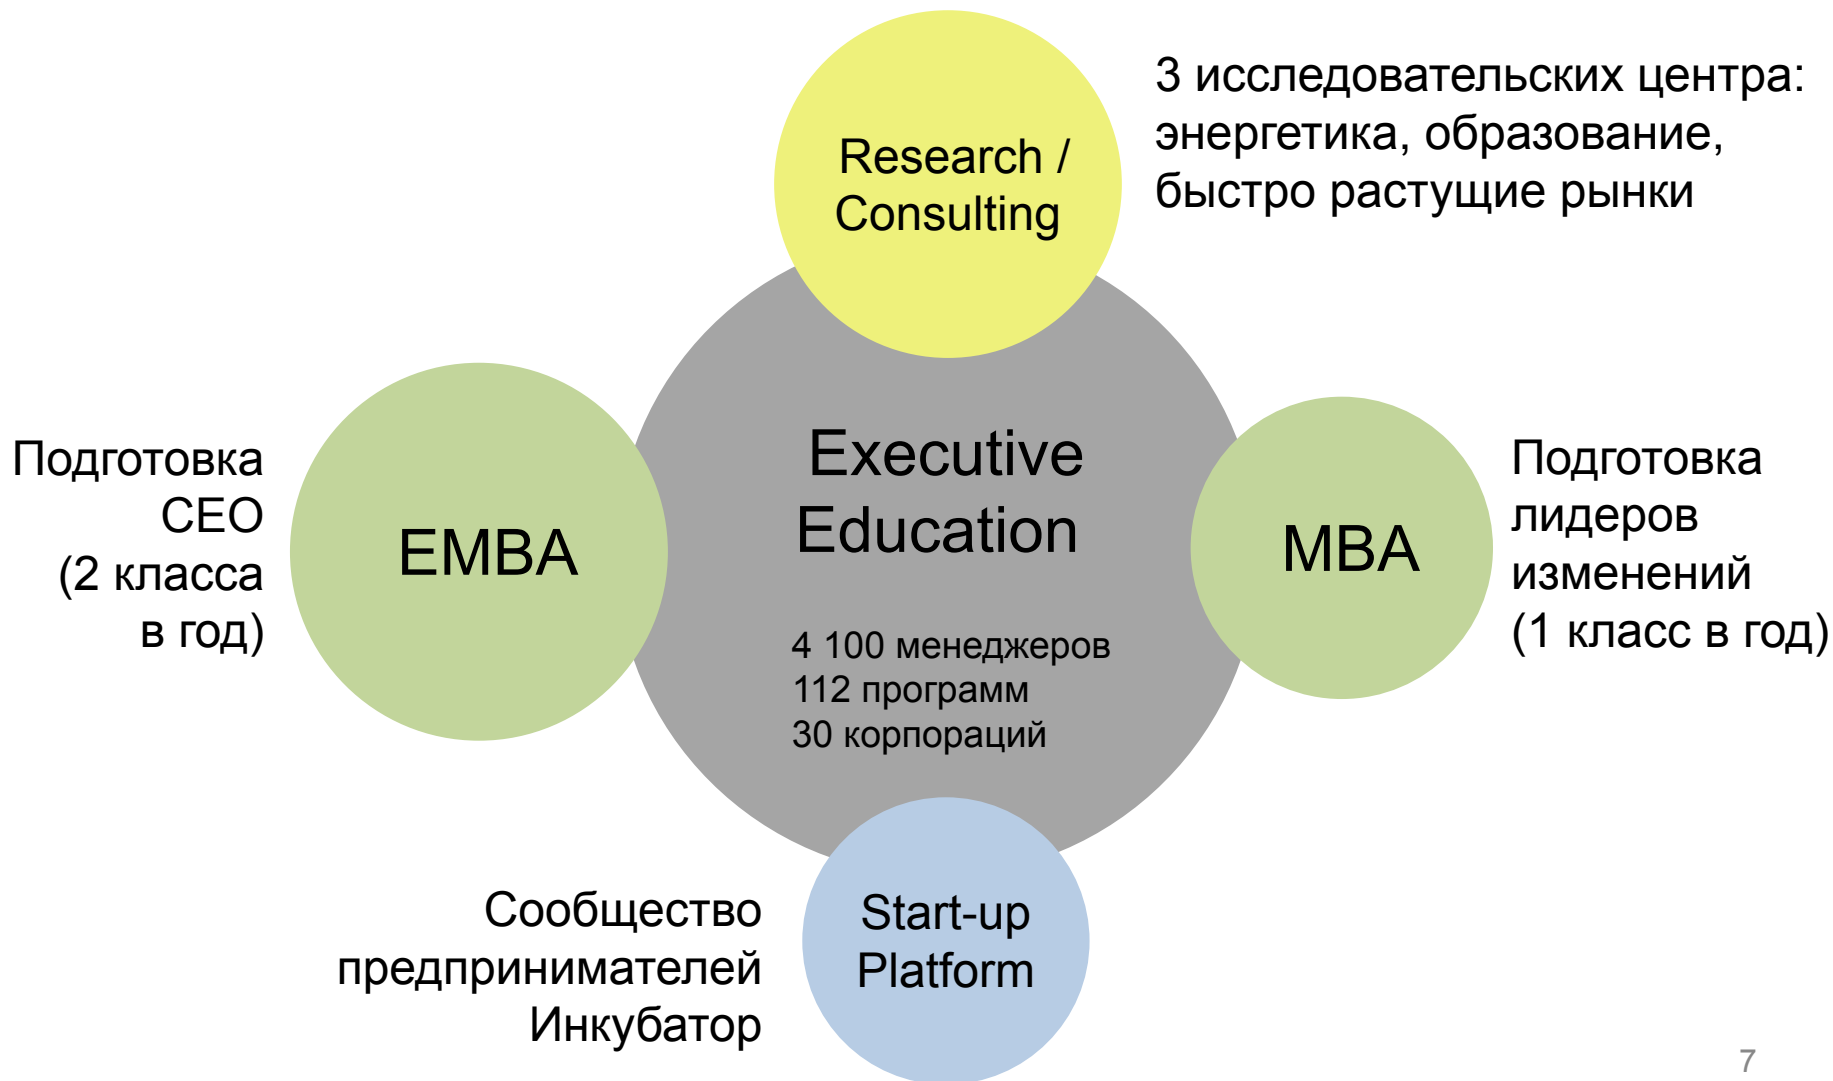 Research /
Consulting
3 исследовательских центра:
энергетика, образование,
быстро растущие рынки
Подготовка
CEO
(2 класса
в год)
EMBA
Executive
Education
4 100 менеджеров
112 программ
30 корпораций
MBA
Подготовка
лидеров
изменений
(1 класс в год)
Сообщество
предпринимателей
Инкубатор
Start-up
Platform
7